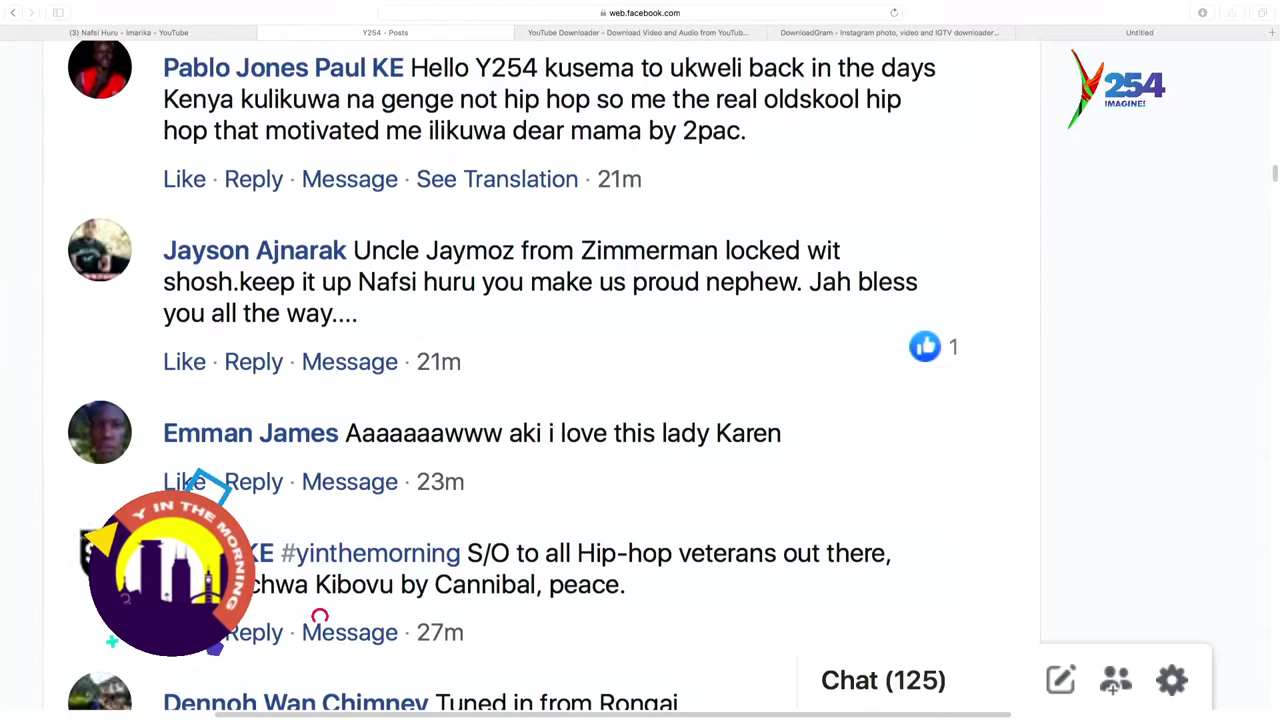 web.facebook.com
(3) Nafsi Huru - Imarika - YouTube
Y254 - Posts
YouTube Downloader - Download Video and Audio from YouTub...
DownloadGram - Instagram photo, video and IGTV downloader...
Untitled
Y254
IMAGINE!
Pablo Jones Paul KE Hello Y254 kusema to ukweli back in the days
Kenya kulikuwa na genge not hip hop so me the real oldskool hip
hop that motivated me ilikuwa dear mama by 2pac.
Like · Reply · Message · See Translation · 21m
Jayson Ajnarak Uncle Jaymoz from Zimmerman locked wit
shosh.keep it up Nafsi huru you make us proud nephew. Jah bless
you all the way....
1
Like · Reply · Message · 21m
Emman James Aaaaaaawww aki i love this lady Karen
Like · Reply · Message · 23m
KE #yinthemorning S/O to all Hip-hop veterans out there,
Kibovu by Cannibal, peace.
Reply · Message · 27m
Y IN THE MORNING
Dennoh Wan Chimney Tuned in from Rongai
Chat (125)